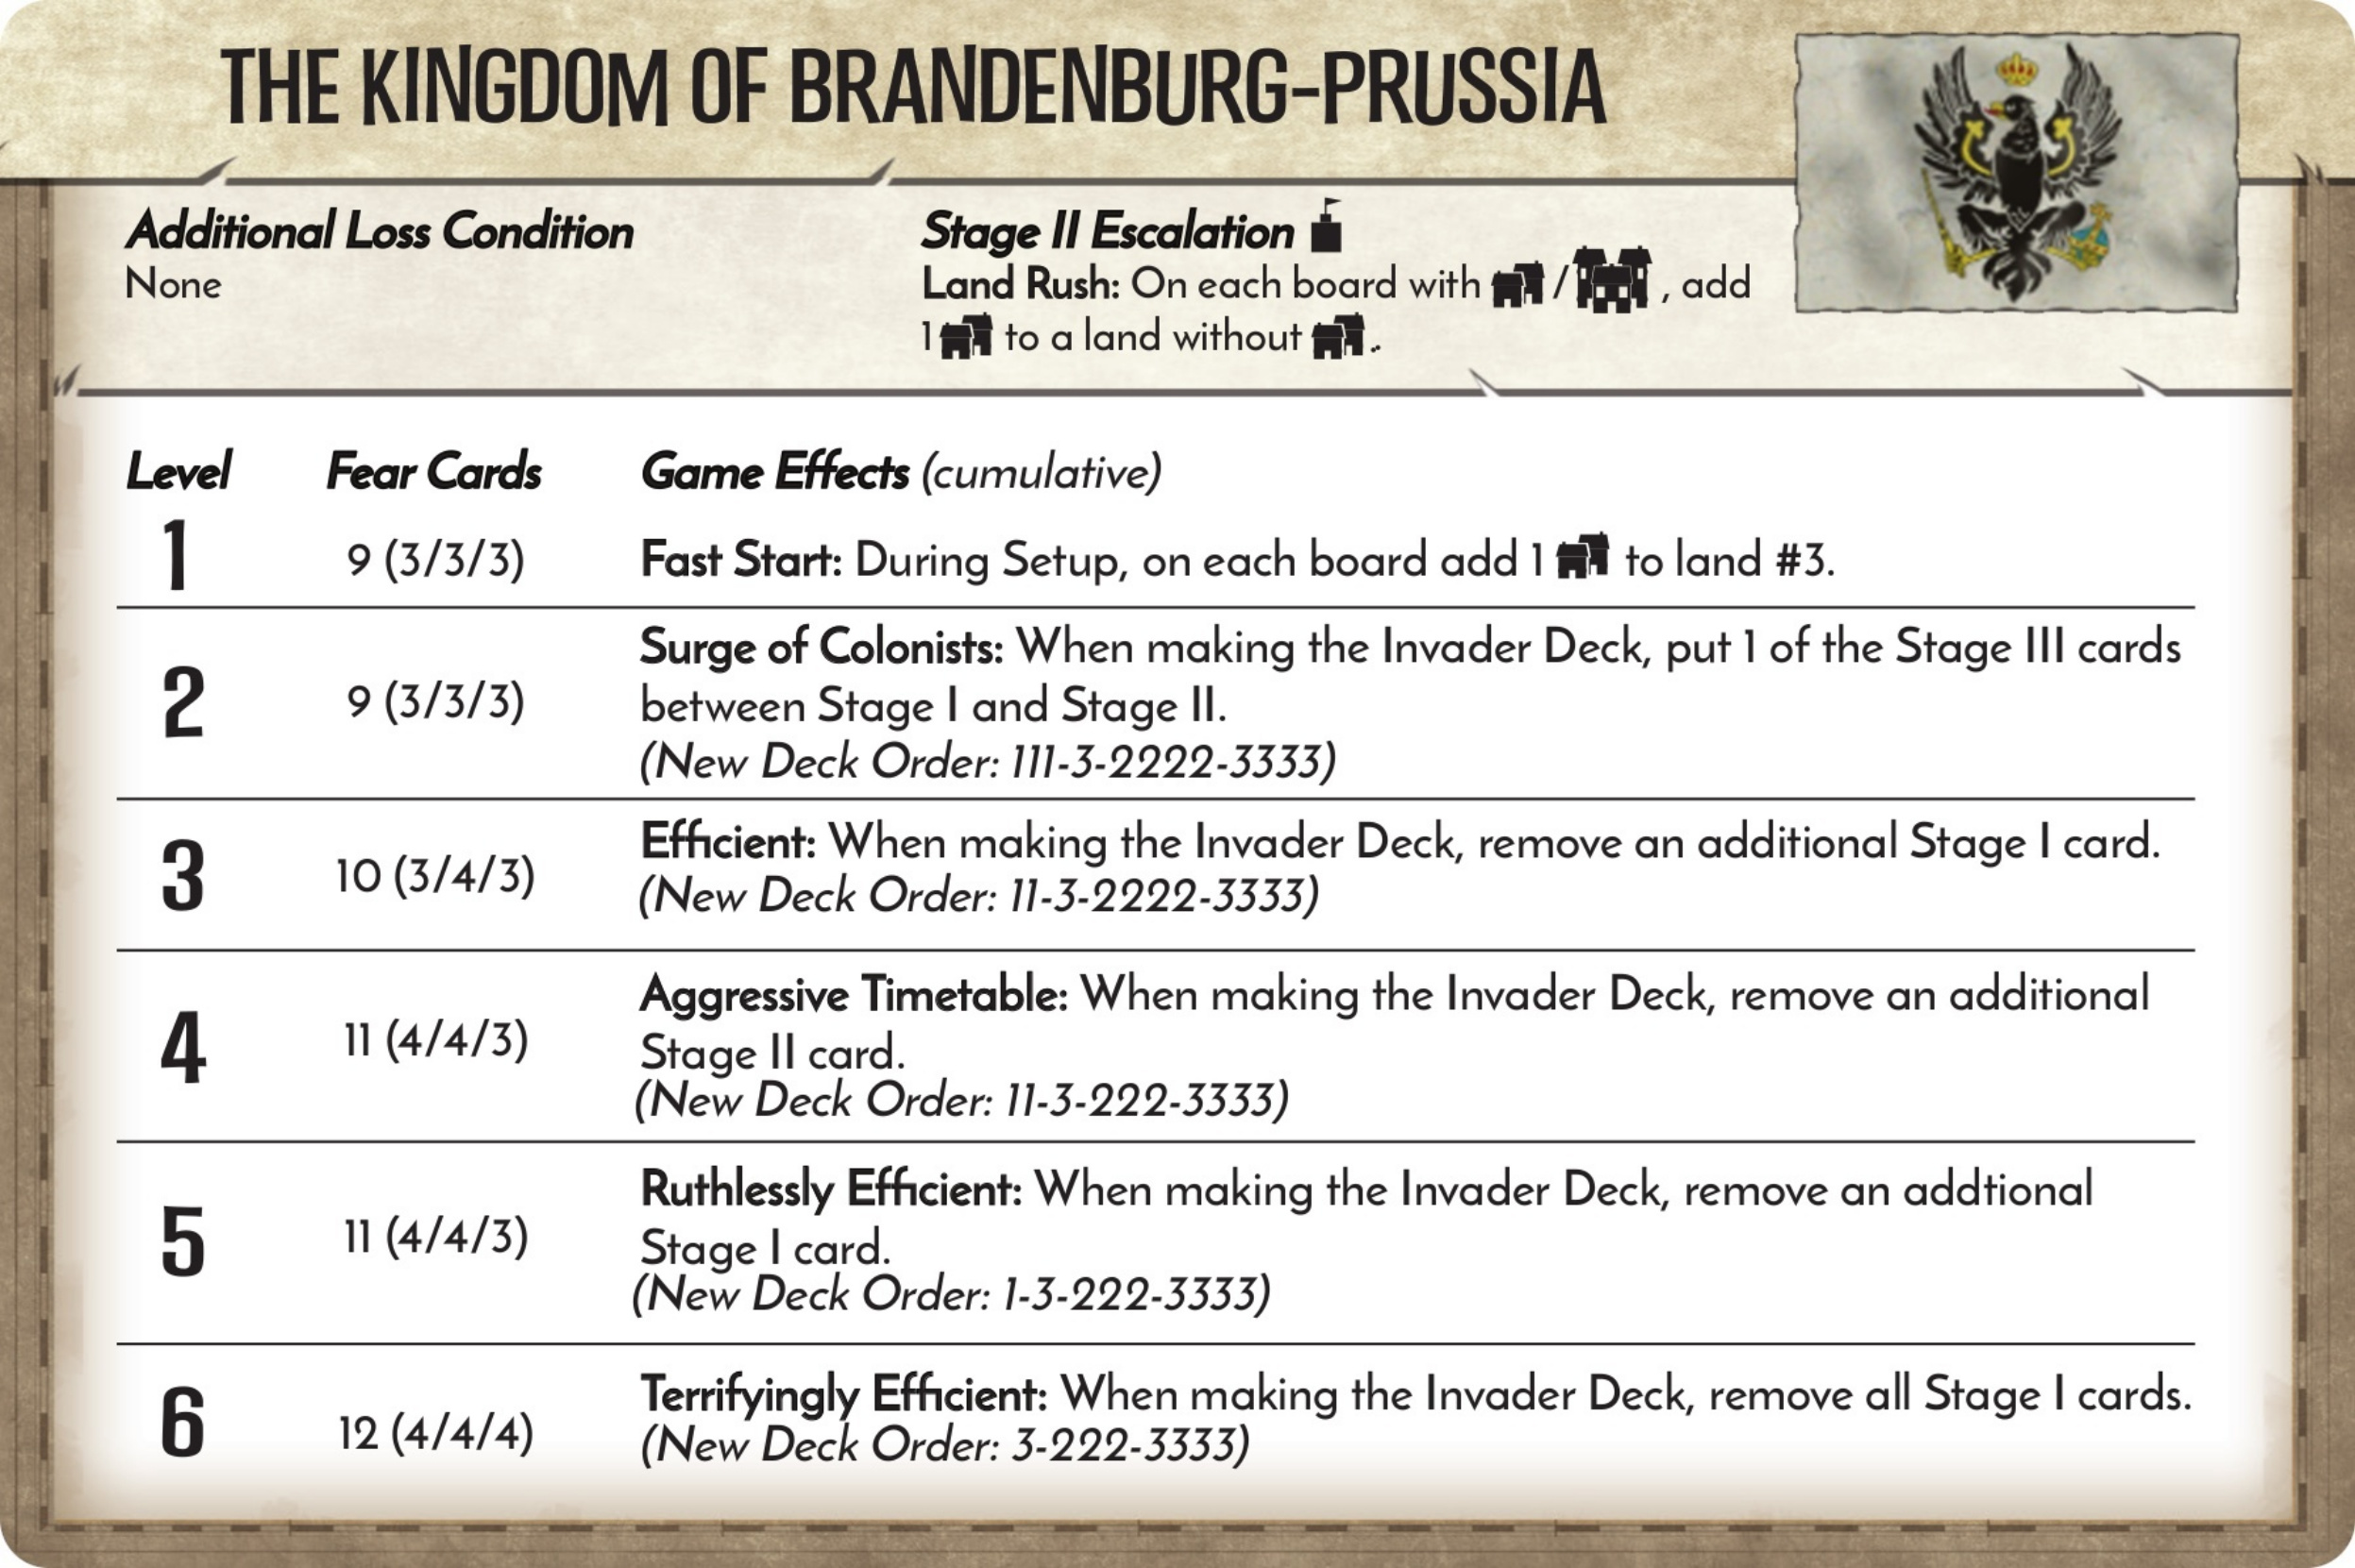 THE KINGDOM OF BRANDENBURG-PRUSSIA
Additional Loss Condition
None
Stage II Escalation
Land Rush: On each board with / , add
1 to a land without .
Level Fear Cards Game Effects (cumulative)
1 9 (3/3/3) Fast Start: During Setup, on each board add 1 to land #3.
2 9 (3/3/3) Surge of Colonists: When making the Invader Deck, put 1 of the Stage III cards
between Stage I and Stage II.
(New Deck Order: 111-3-2222-3333)
3 10 (3/4/3) Efficient: When making the Invader Deck, remove an additional Stage I card.
(New Deck Order: 11-3-2222-3333)
4 11 (4/4/3) Aggressive Timetable: When making the Invader Deck, remove an additional
Stage II card.
(New Deck Order: 11-3-222-3333)
5 11 (4/4/3) Ruthlessly Efficient: When making the Invader Deck, remove an addtional
Stage I card.
(New Deck Order: 1-3-222-3333)
6 12 (4/4/4) Terrifyingly Efficient: When making the Invader Deck, remove all Stage I cards.
(New Deck Order: 3-222-3333)